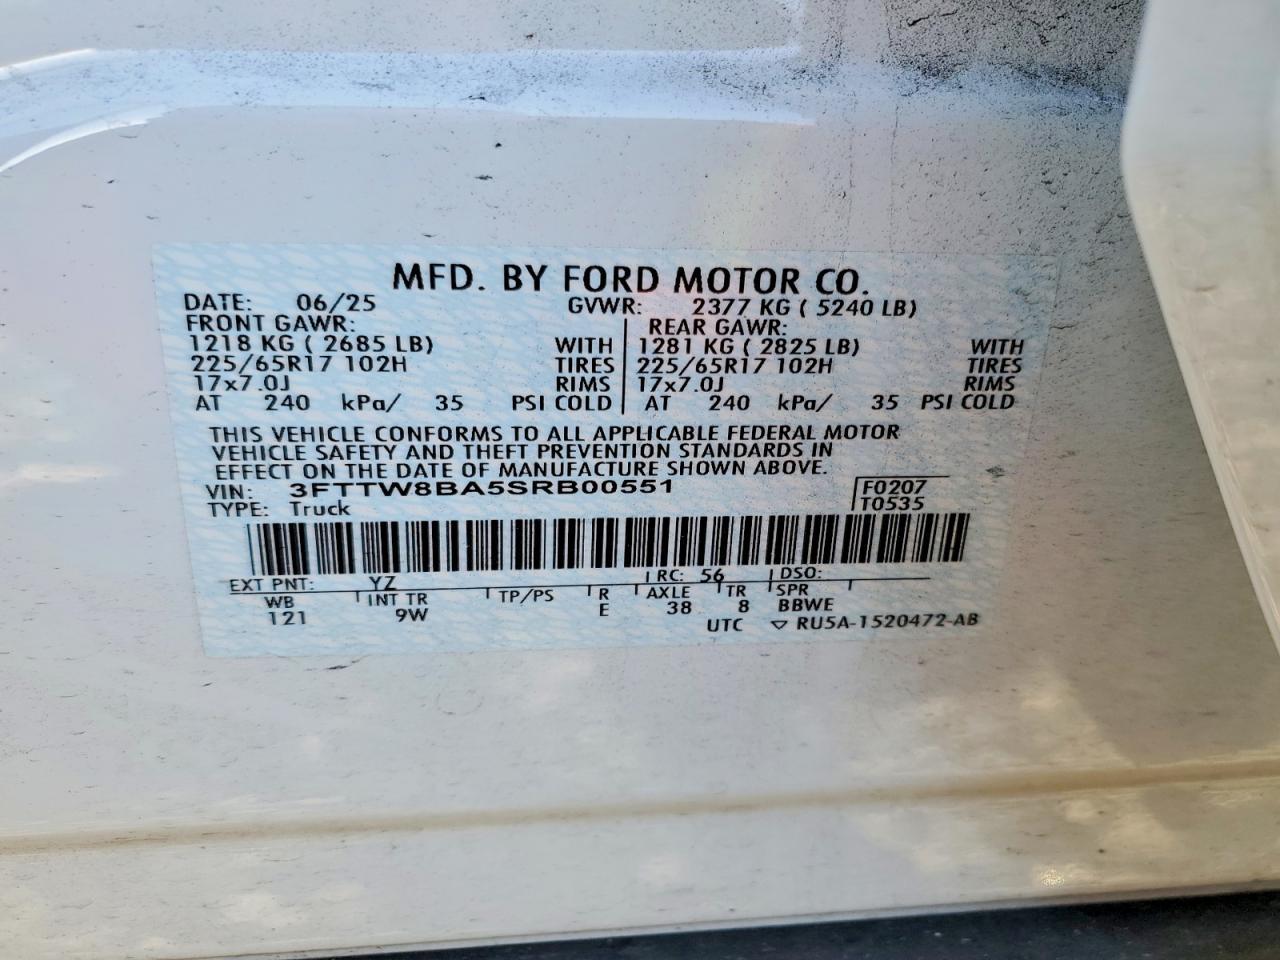 MFD. BY FORD MOTOR CO.
DATE: 06/25 GVWR: 2377 KG ( 5240 LB)
FRONT GAWR: REAR GAWR:
1218 KG ( 2685 LB) WITH 1281 KG ( 2825 LB) WITH
225/65R17 102H TIRES 225/65R17 102H TIRES
17x7.0J RIMS 17x7.0J RIMS
AT 240 kPa/ 35 PSI COLD AT 240 kPa/ 35 PSI COLD
THIS VEHICLE CONFORMS TO ALL APPLICABLE FEDERAL MOTOR
VEHICLE SAFETY AND THEFT PREVENTION STANDARDS IN
EFFECT ON THE DATE OF MANUFACTURE SHOWN ABOVE.
VIN: 3FTTW8BA5SRB00551 F0207
TYPE: Truck T0535
EXT PNT: YZ RC: 56 DSO:
WB INT TR TP/PS R AXLE TR SPR
121 9W E 38 8 BBWE
UTC ▽ RU5A-1520472-AB